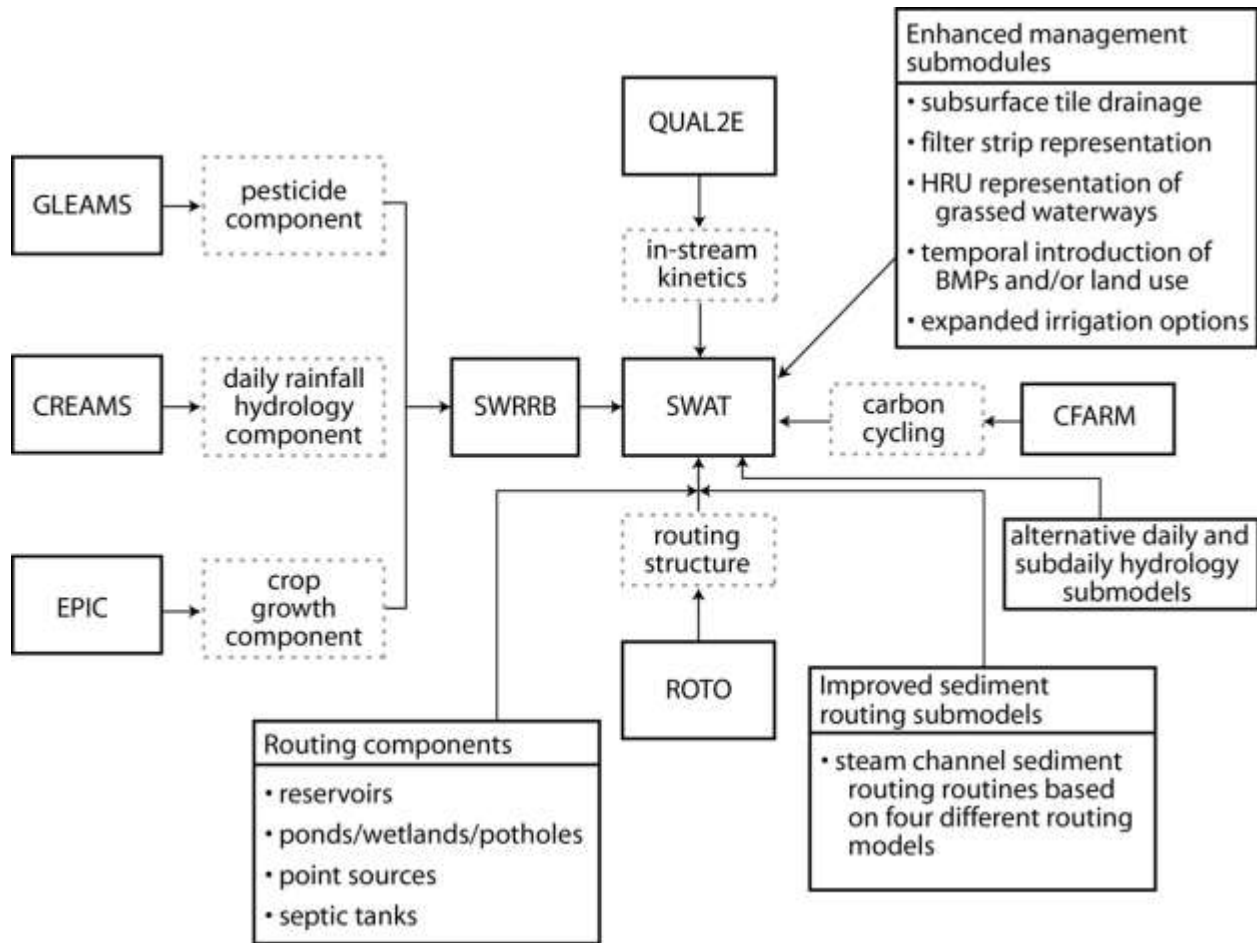 Enhanced management
submodules
• subsurface tile drainage
• filter strip representation
• HRU representation of
grassed waterways
• temporal introduction of
BMPs and/or land use
• expanded irrigation options
QUAL2E
GLEAMS
pesticide
component
in-stream
kinetics
CREAMS
daily rainfall
hydrology
component
SWRRB
SWAT
carbon
cycling
CFARM
routing
structure
alternative daily and
subdaily hydrology
submodels
EPIC
crop
growth
component
ROTO
Improved sediment
routing submodels
• steam channel sediment
routing routines based
on four different routing
models
Routing components
• reservoirs
• ponds/wetlands/potholes
• point sources
• septic tanks